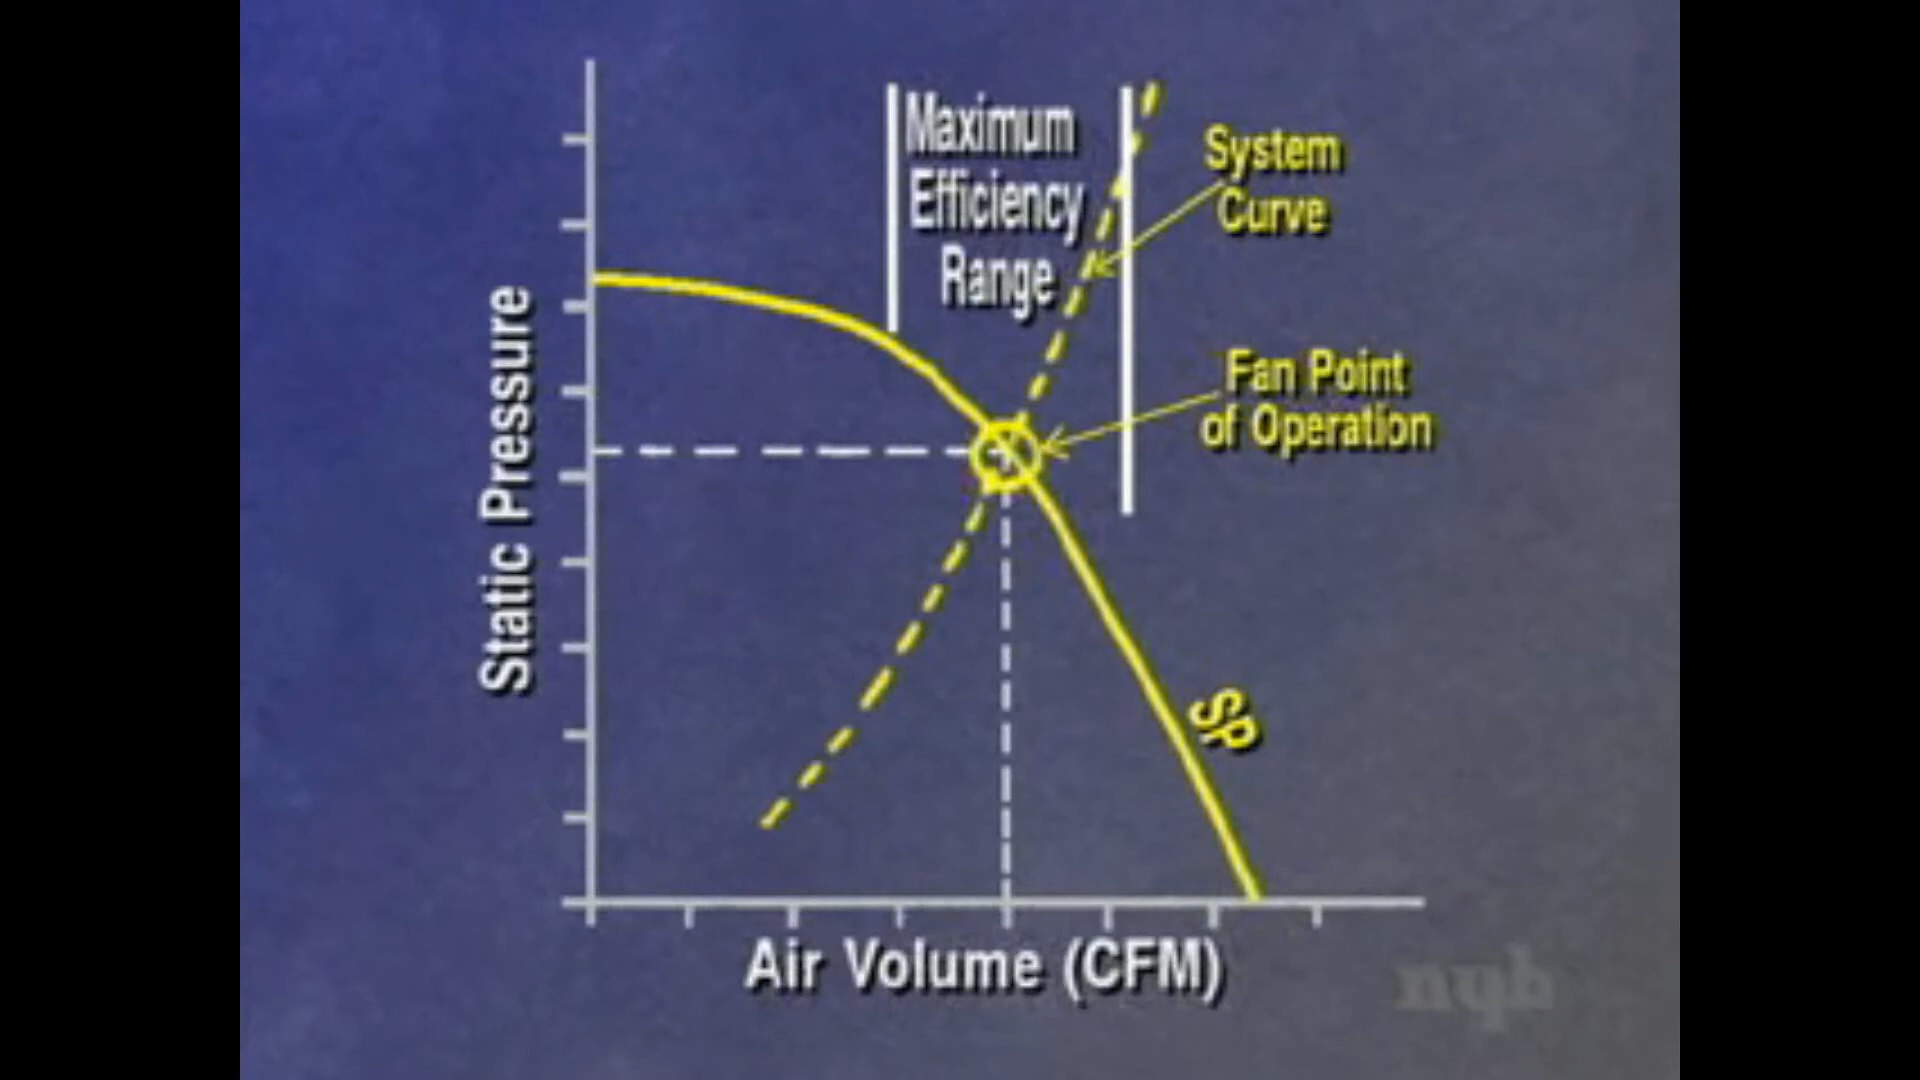 Maximum
Efficiency
Range
System
Curve
Fan Point
of Operation
Static Pressure
SP
Air Volume (CFM)
nyb